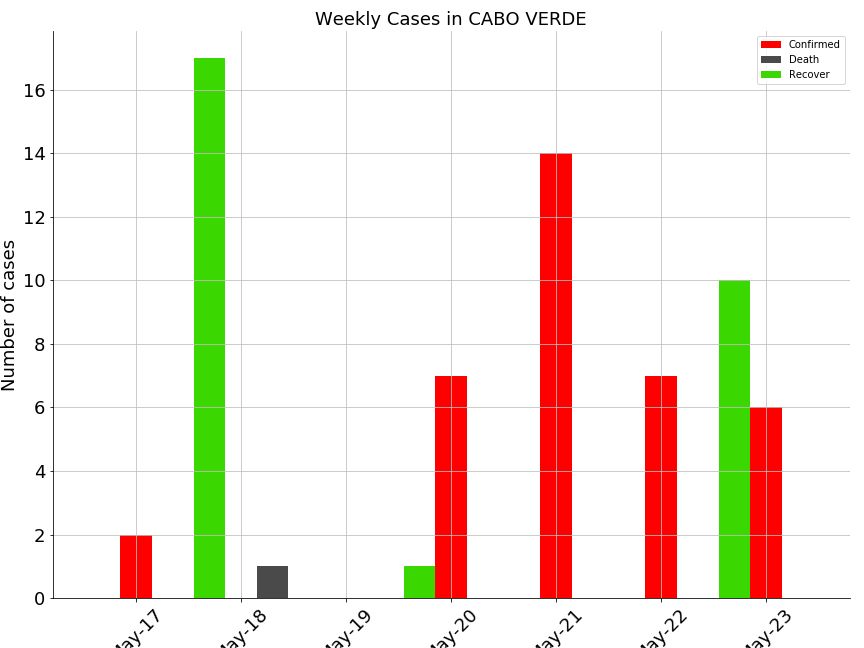 Weekly Cases in CABO VERDE
Confirmed
Death
Recover
Number of cases
16
14
12
10
8
6
4
2
0
May-17 May-18 May-19 May-20 May-21 May-22 May-23